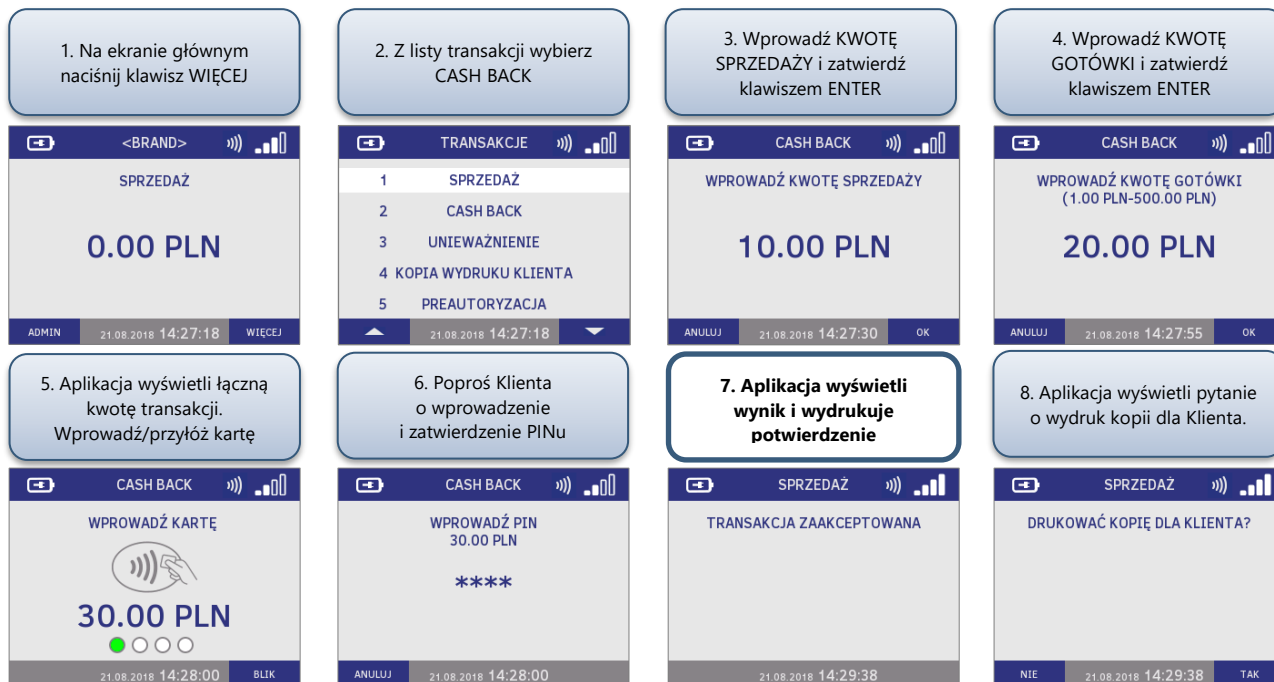 1. Na ekranie głównym
naciśnij klawisz WIĘCEJ
2. Z listy transakcji wybierz
CASH BACK
3. Wprowadź KWOTĘ
SPRZEDAŻY i zatwierdź
klawiszem ENTER
4. Wprowadź KWOTĘ
GOTÓWKI i zatwierdź
klawiszem ENTER
<BRAND>
SPRZEDAŻ
0.00 PLN
ADMIN 21.08.2018 14:27:18 WIĘCEJ
TRANSAKCJE
1 SPRZEDAŻ
2 CASH BACK
3 UNIEWAŻNIENIE
4 KOPIA WYDRUKU KLIENTA
5 PREAUTORYZACJA
21.08.2018 14:27:18
CASH BACK
WPROWADŹ KWOTĘ SPRZEDAŻY
10.00 PLN
ANULUJ 21.08.2018 14:27:30 OK
CASH BACK
WPROWADŹ KWOTĘ GOTÓWKI
(1.00 PLN-500.00 PLN)
20.00 PLN
ANULUJ 21.08.2018 14:27:55 OK
5. Aplikacja wyświetli łączną
kwotę transakcji.
Wprowadź/przyłóż kartę
6. Poproś Klienta
o wprowadzenie
i zatwierdzenie PINu
7. Aplikacja wyświetli
wynik i wydrukuje
potwierdzenie
8. Aplikacja wyświetli pytanie
o wydruk kopii dla Klienta.
CASH BACK
WPROWADŹ KARTĘ
30.00 PLN
21.08.2018 14:28:00 BLIK
CASH BACK
WPROWADŹ PIN
30.00 PLN
****
ANULUJ 21.08.2018 14:28:00
SPRZEDAŻ
TRANSAKCJA ZAAKCEPTOWANA
21.08.2018 14:29:38
SPRZEDAŻ
DRUKOWAĆ KOPIĘ DLA KLIENTA?
NIE 21.08.2018 14:29:38 TAK